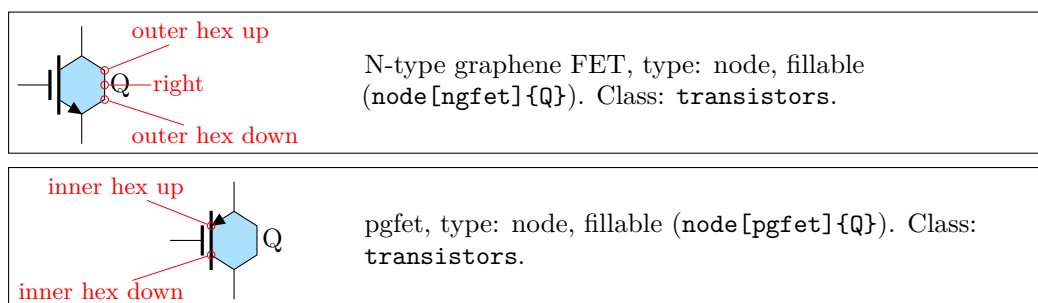 outer hex up
Q
right
outer hex down
N-type graphene FET, type: node, fillable
(node[ngfet]{Q}). Class: transistors.
inner hex up
Q
inner hex down
pgfet, type: node, fillable (node[pgfet]{Q}). Class:
transistors.